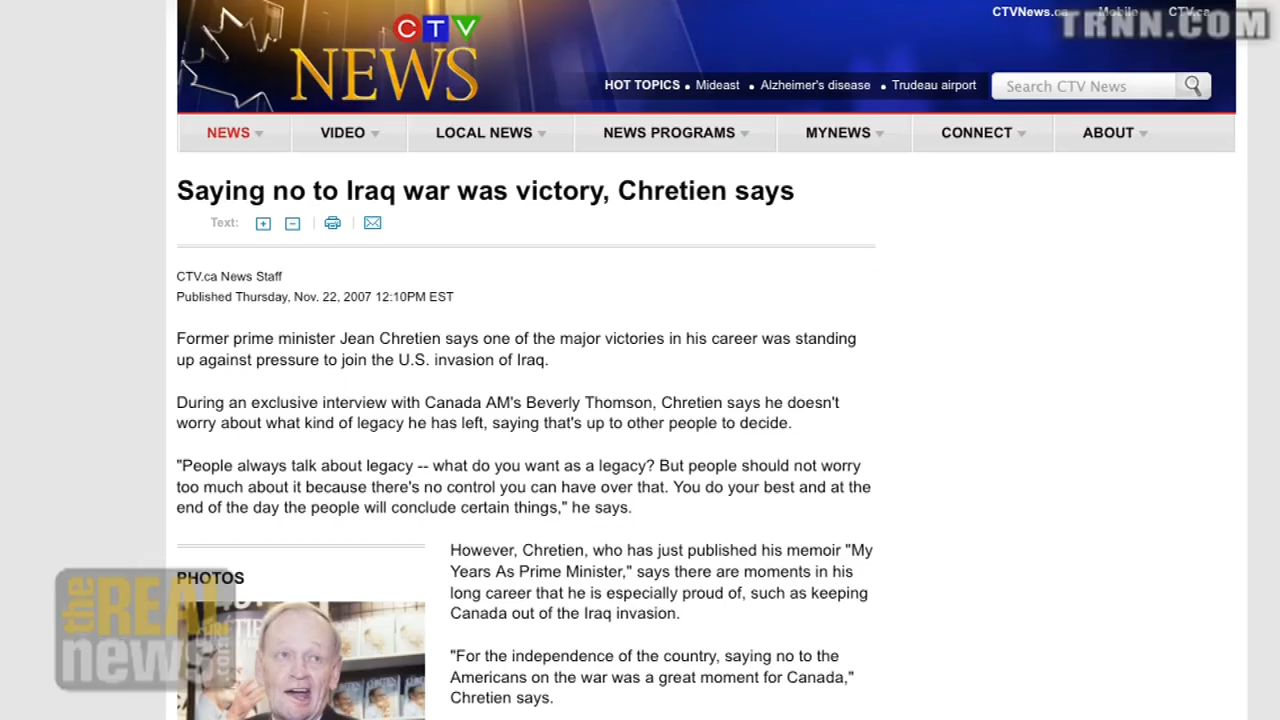 CTVNews.ca Mobile CTV.ca
TRNN.COM
CTV
NEWS
HOT TOPICS • Mideast • Alzheimer's disease • Trudeau airport
Search CTV News
NEWS VIDEO LOCAL NEWS NEWS PROGRAMS MYNEWS CONNECT ABOUT
Saying no to Iraq war was victory, Chretien says
Text:
CTV.ca News Staff
Published Thursday, Nov. 22, 2007 12:10PM EST
Former prime minister Jean Chretien says one of the major victories in his career was standing
up against pressure to join the U.S. invasion of Iraq.
During an exclusive interview with Canada AM's Beverly Thomson, Chretien says he doesn't
worry about what kind of legacy he has left, saying that's up to other people to decide.
"People always talk about legacy -- what do you want as a legacy? But people should not worry
too much about it because there's no control you can have over that. You do your best and at the
end of the day the people will conclude certain things," he says.
PHOTOS
the REAL
news.com
However, Chretien, who has just published his memoir "My
Years As Prime Minister," says there are moments in his
long career that he is especially proud of, such as keeping
Canada out of the Iraq invasion.
"For the independence of the country, saying no to the
Americans on the war was a great moment for Canada,"
Chretien says.